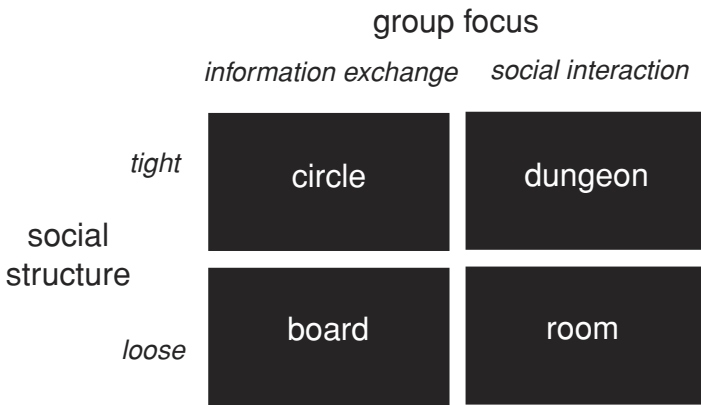 group focus
information exchange social interaction
tight
circle
dungeon
social
structure
loose
board
room